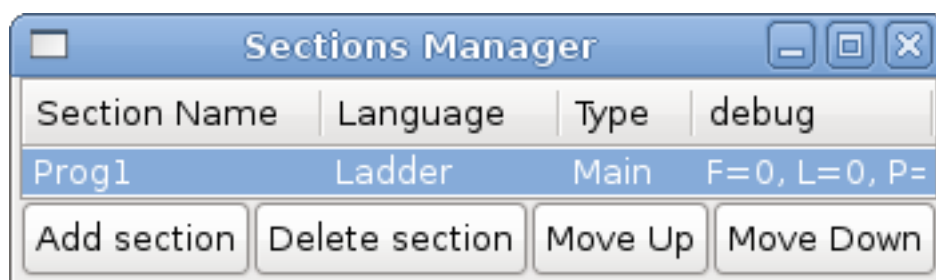 Sections Manager
Section Name Language Type debug
Prog1 Ladder Main F=0, L=0, P=
Add section Delete section Move Up Move Down